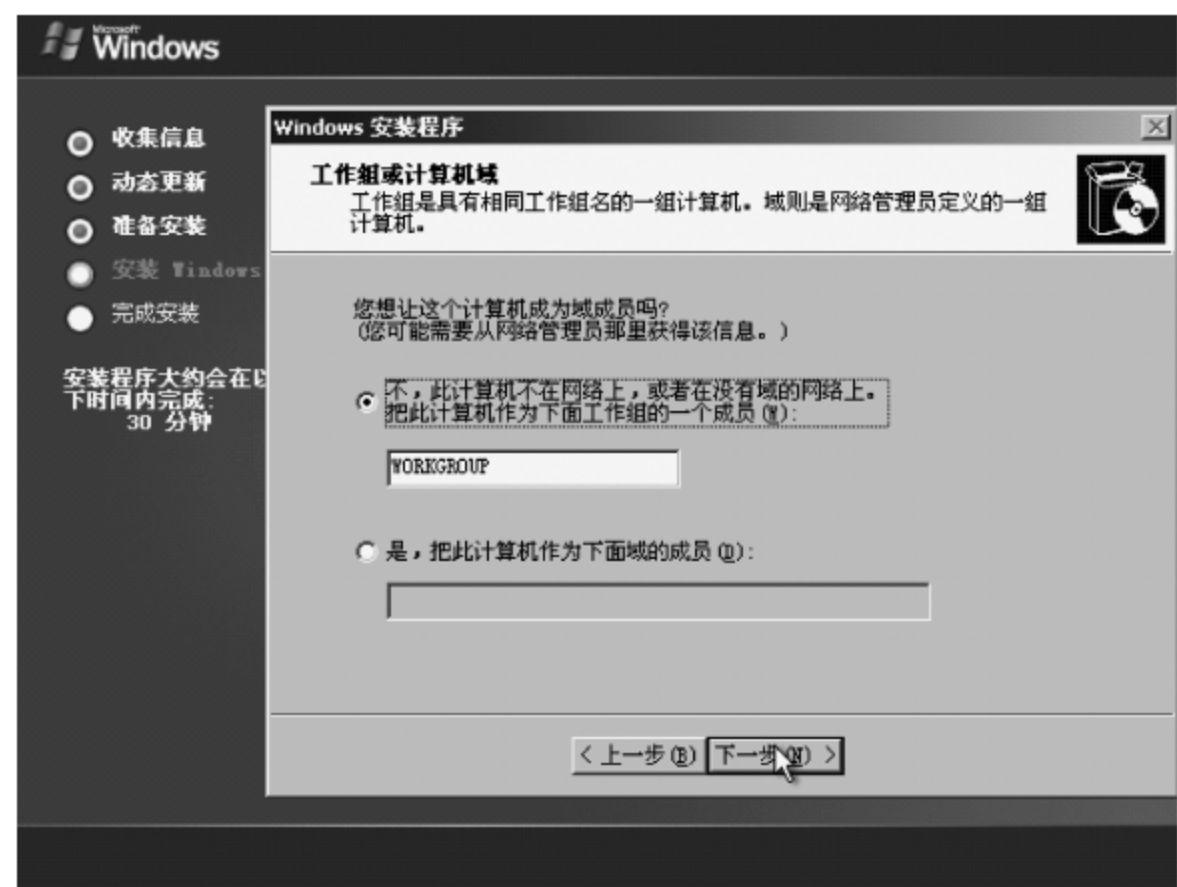 Microsoft
Windows
收集信息
动态更新
准备安装
安装 Windows
完成安装
安装程序大约会在以
下时间内完成:
30 分钟
Windows 安装程序
工作组或计算机域
工作组是具有相同工作组名的一组计算机。域则是网络管理员定义的一组
计算机。
您想让这个计算机成为域成员吗?
(您可能需要从网络管理员那里获得该信息。)
不，此计算机不在网络上，或者在没有域的网络上。
把此计算机作为下面工作组的一个成员(W):
WORKGROUP
是，把此计算机作为下面域的成员(D):
< 上一步(B) 下一步(N) >